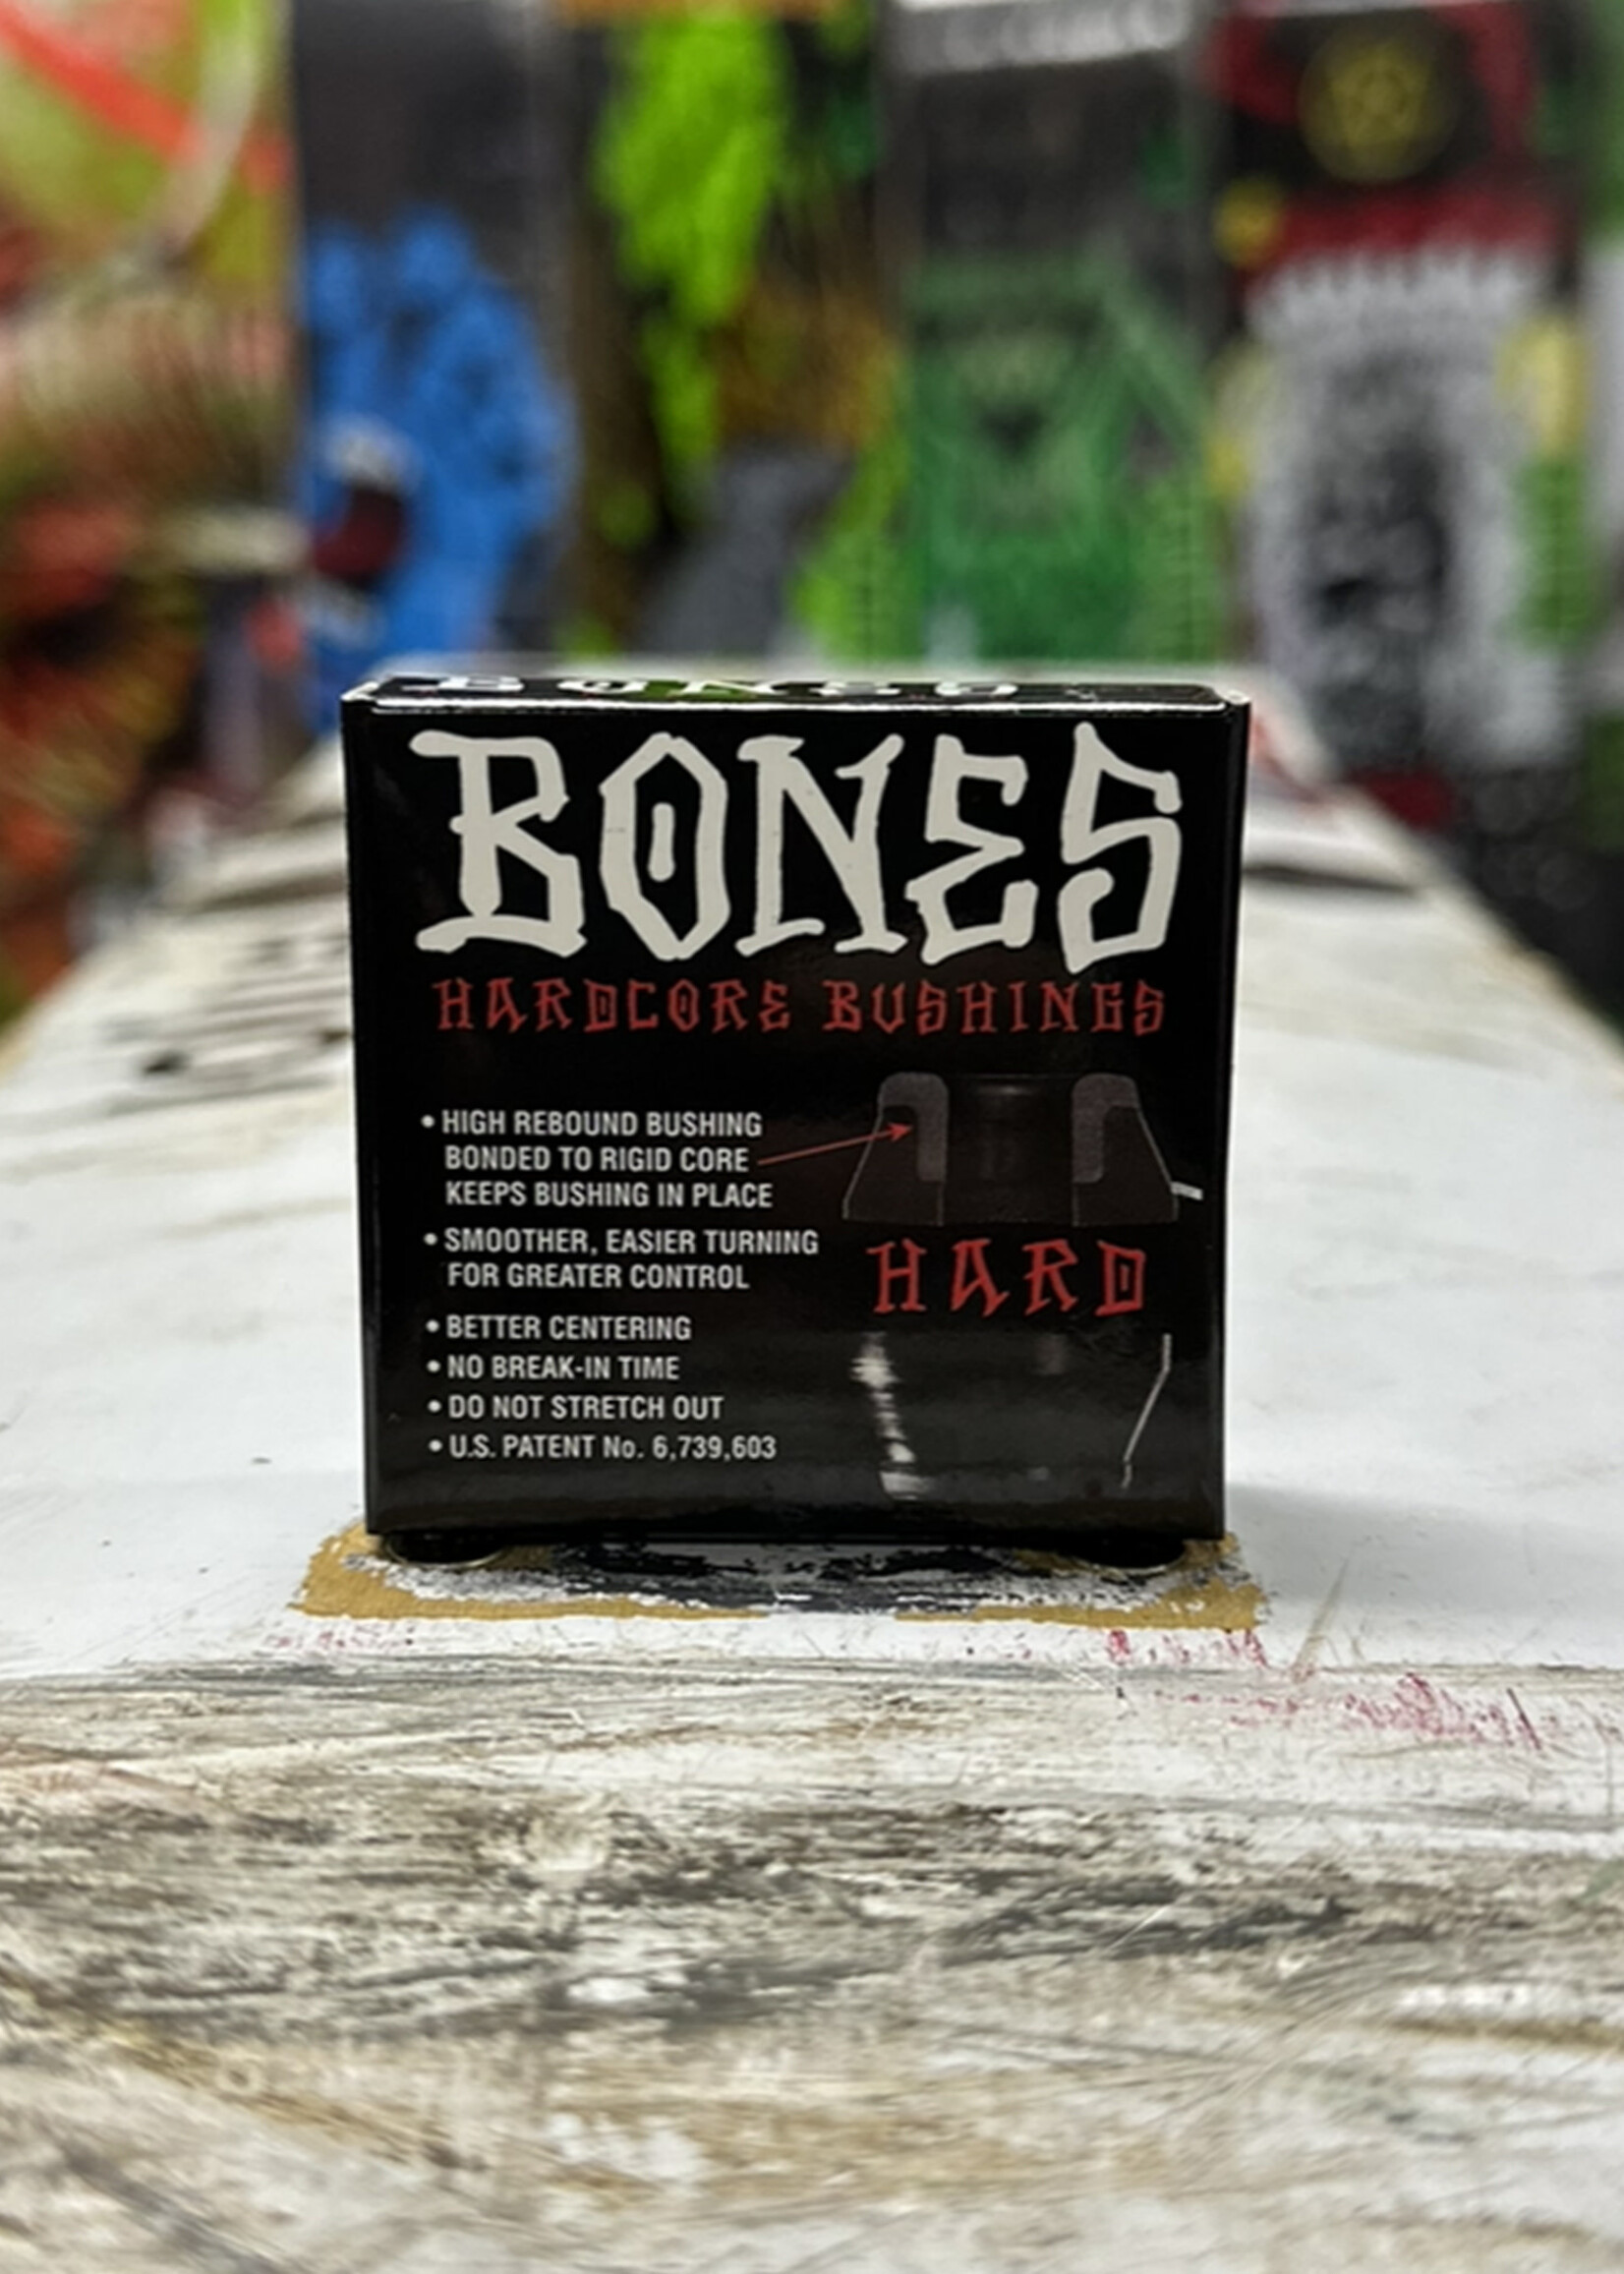 BONES
BONES
HARDCORE BUSHINGS
• HIGH REBOUND BUSHING
BONDED TO RIGID CORE
KEEPS BUSHING IN PLACE
• SMOOTHER, EASIER TURNING
FOR GREATER CONTROL
HARD
• BETTER CENTERING
• NO BREAK-IN TIME
• DO NOT STRETCH OUT
• U.S. PATENT No. 6,739,603